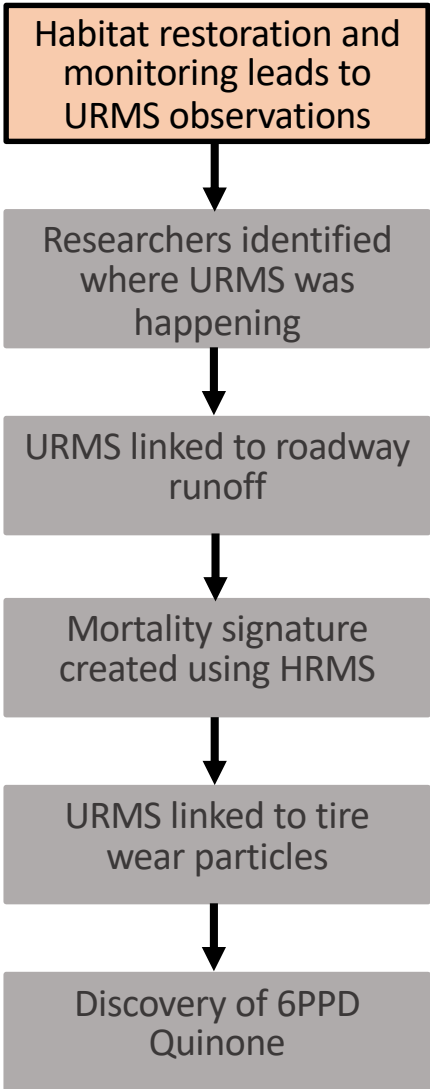 Habitat restoration and
monitoring leads to
URMS observations
Researchers identified
where URMS was
happening
URMS linked to roadway
runoff
Mortality signature
created using HRMS
URMS linked to tire
wear particles
Discovery of 6PPD
Quinone